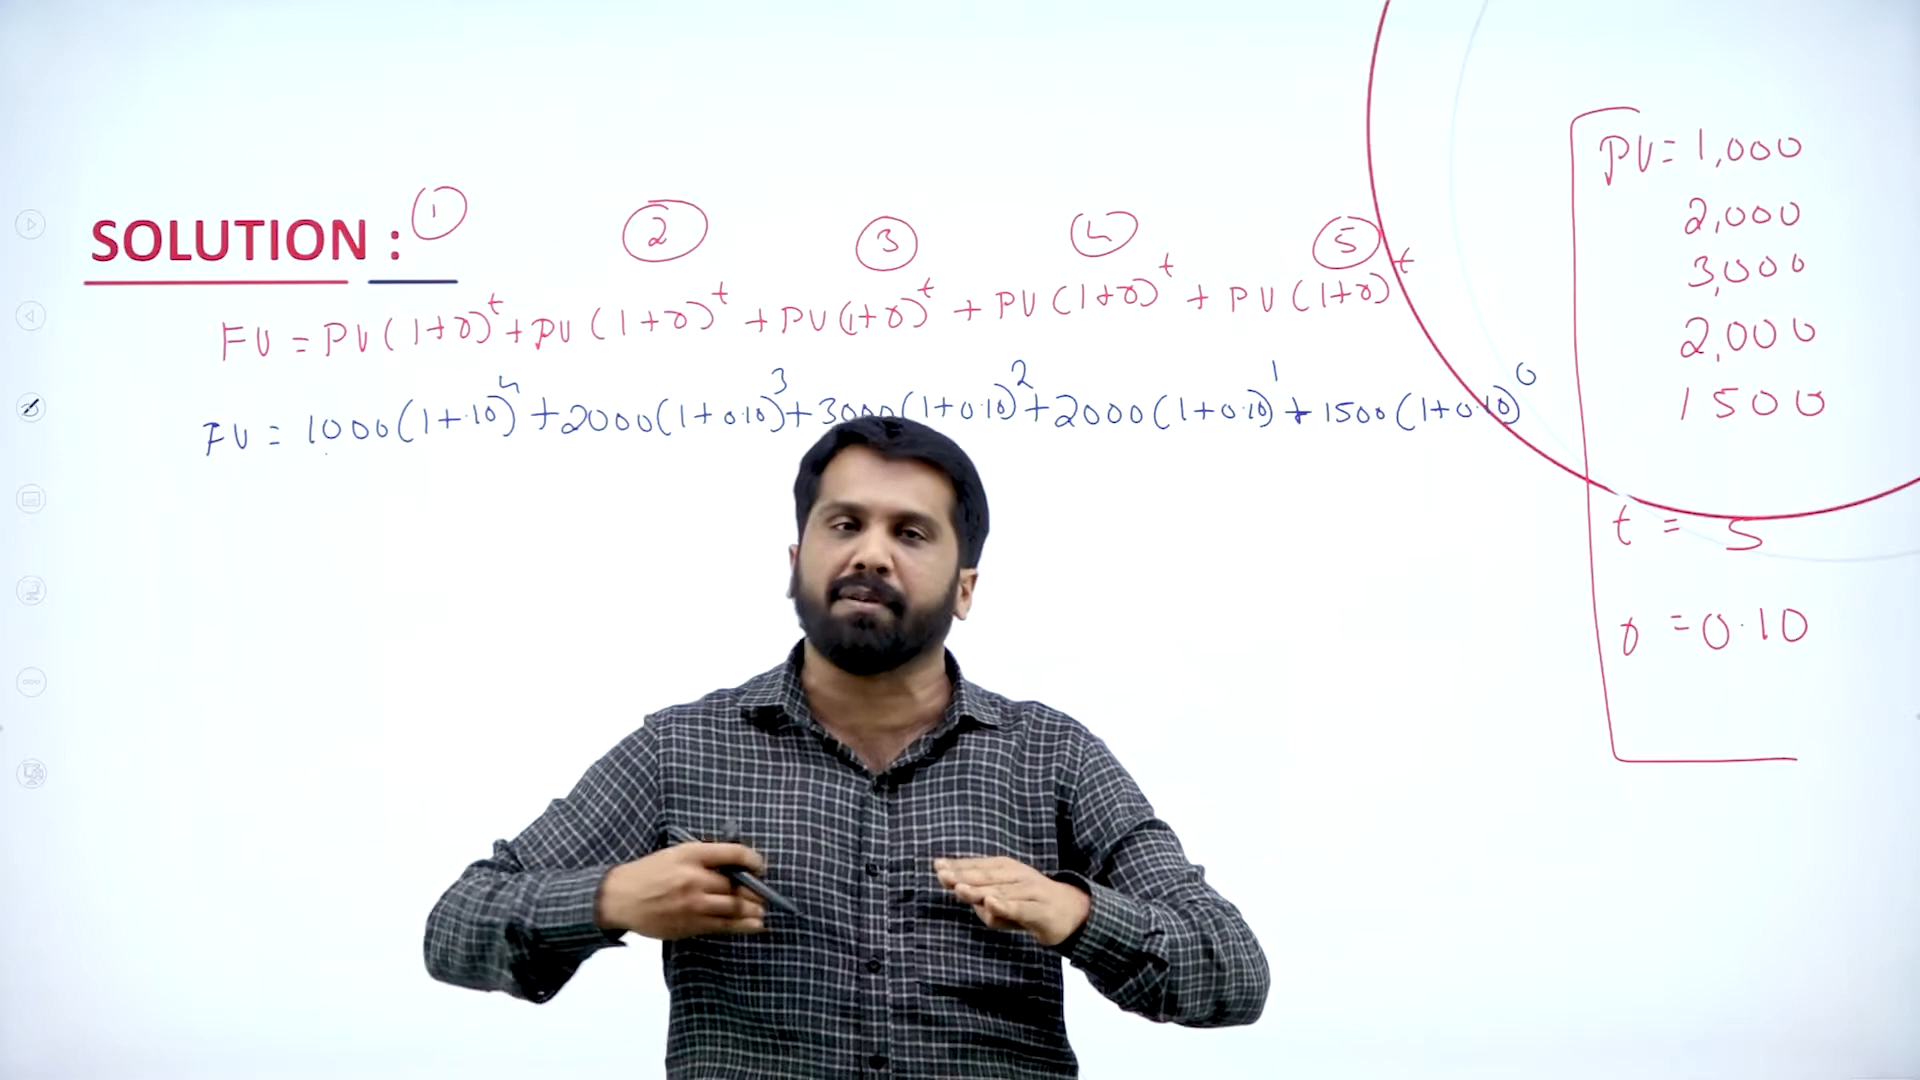 SOLUTION :
① ② ③ ④ ⑤
FV = PV(1+r)^t + PV(1+r)^t + PV(1+r)^t + PV(1+r)^t + PV(1+r)^t
FV = 1000(1+.10)^4 + 2000(1+0.10)^3 + 3000(1+0.10)^2 + 2000(1+0.10)^1 + 1500(1+0.10)^0
PV = 1,000
2,000
3,000
2,000
1500
t = 5
r = 0.10